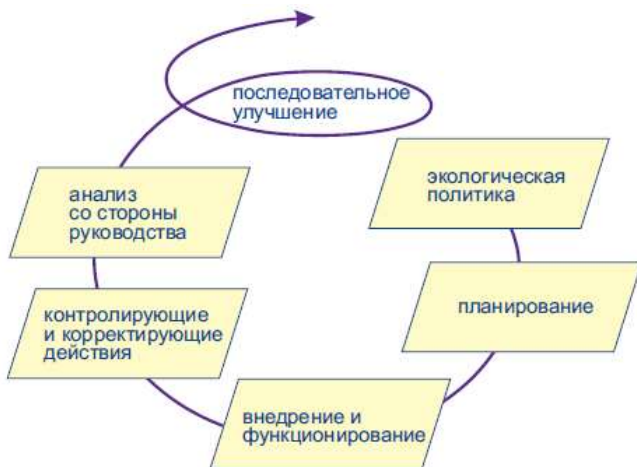 последовательное
улучшение
экологическая
политика
анализ
со стороны
руководства
планирование
контролирующие
и корректирующие
действия
внедрение и
функционирование